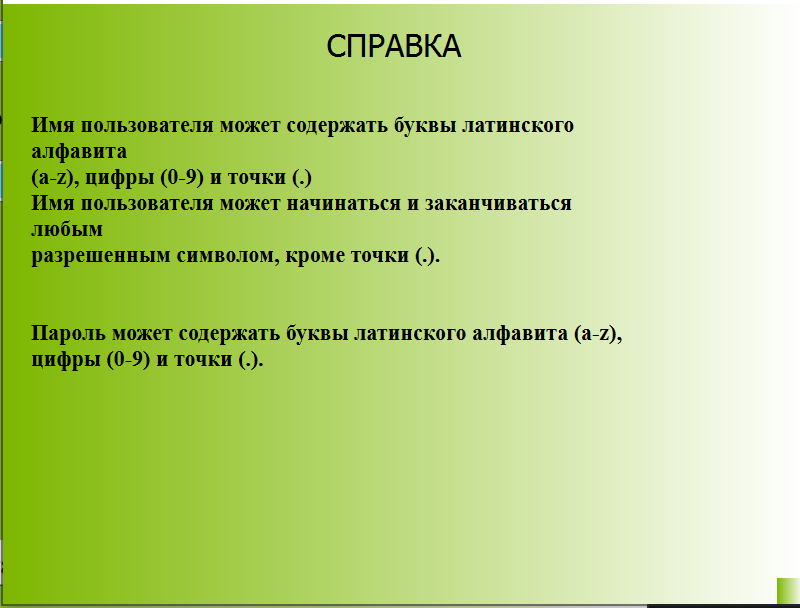 СПРАВКА
Имя пользователя может содержать буквы латинского
алфавита
(a-z), цифры (0-9) и точки (.)
Имя пользователя может начинаться и заканчиваться
любым
разрешенным символом, кроме точки (.).
Пароль может содержать буквы латинского алфавита (a-z),
цифры (0-9) и точки (.).